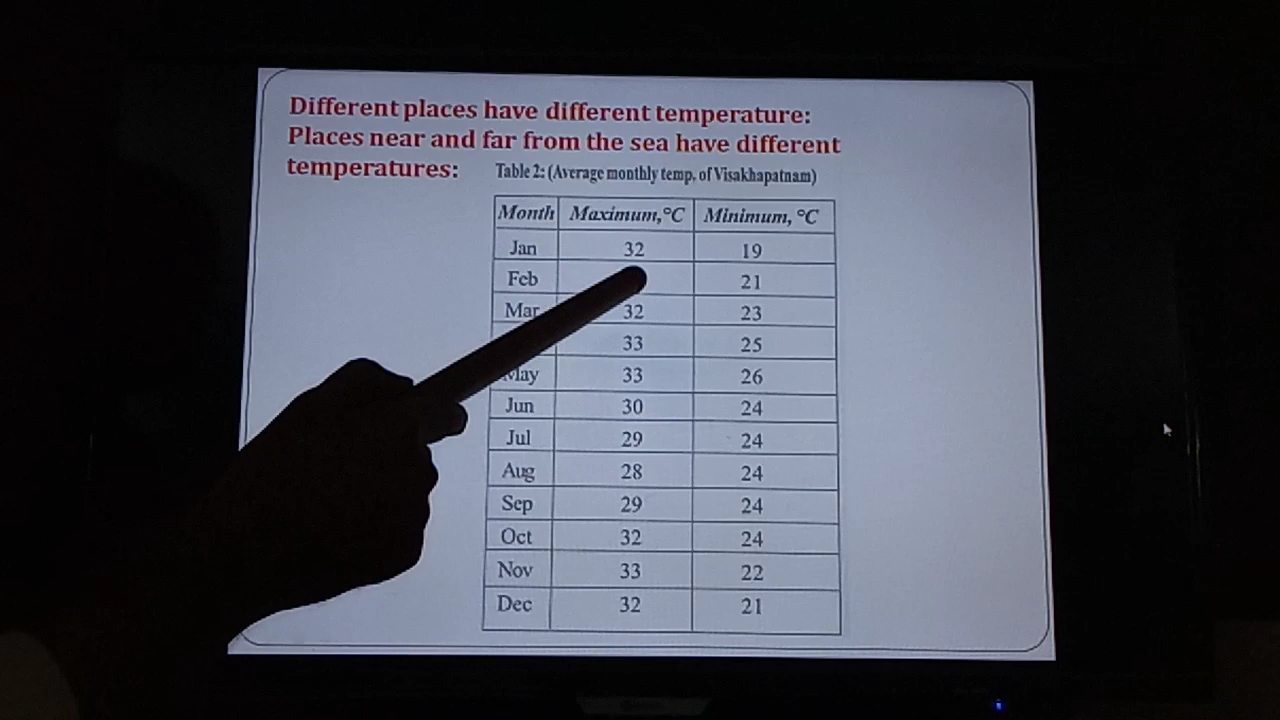 Different places have different temperature:
Places near and far from the sea have different
temperatures:
Table 2: (Average monthly temp. of Visakhapatnam)
Month Maximum,°C Minimum, °C
Jan 32 19
Feb 21
Mar 32 23
33 25
May 33 26
Jun 30 24
Jul 29 24
Aug 28 24
Sep 29 24
Oct 32 24
Nov 33 22
Dec 32 21